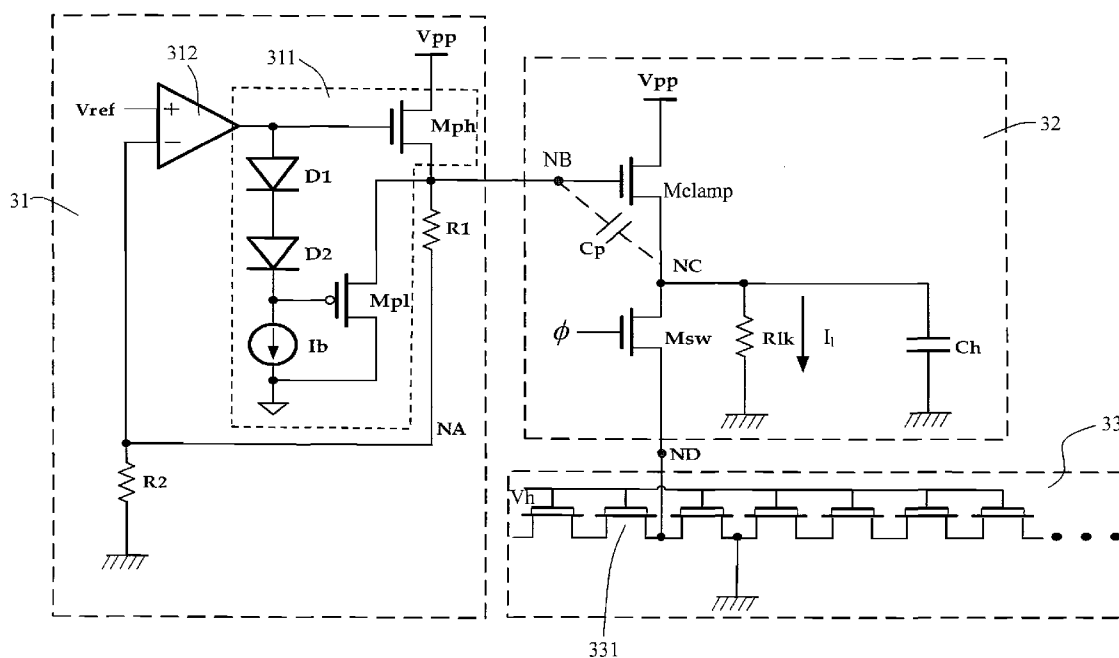 312
311
Vpp
Vpp
32
Vref
+
−
Mph
NB
Mclamp
D1
31
R1
Cp
D2
NC
Mpl
ϕ
Msw
Rlk
Il
Ch
Ib
NA
33
ND
R2
Vh
331